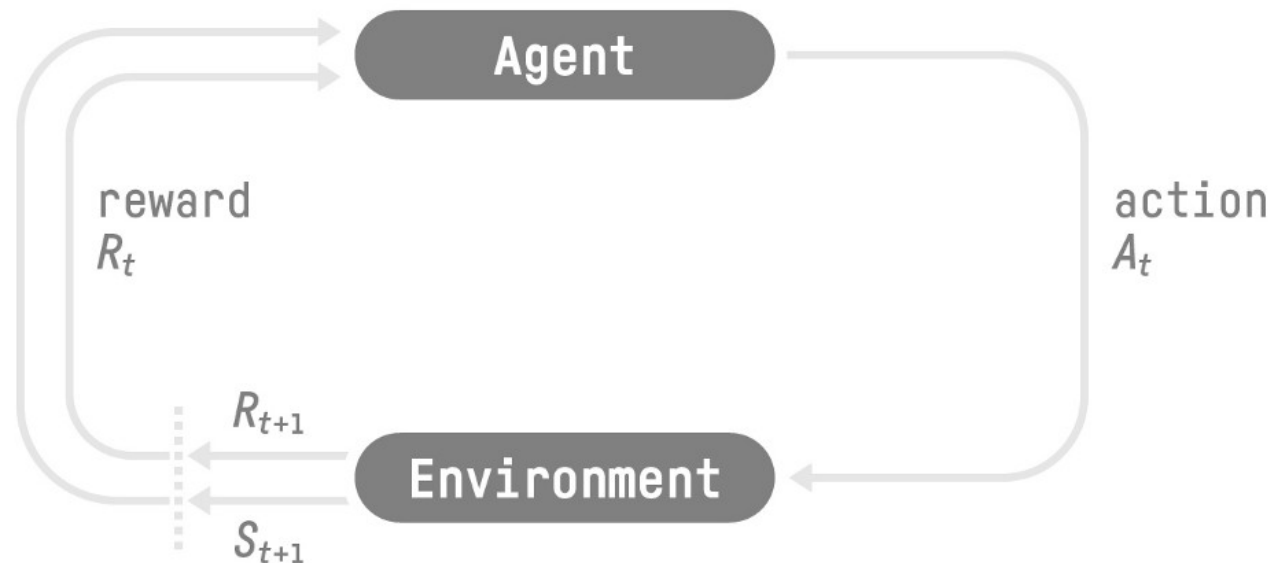 Agent
reward
R_t
action
A_t
R_{t+1}
Environment
S_{t+1}